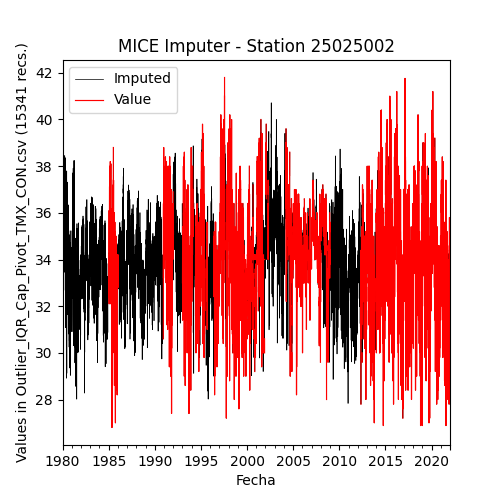 MICE Imputer - Station 25025002
Values in Outlier_IQR_Cap_Pivot_TMX_CON.csv (15341 recs.)
Imputed
Value
42
40
38
36
34
32
30
28
1980 1985 1990 1995 2000 2005 2010 2015 2020
Fecha